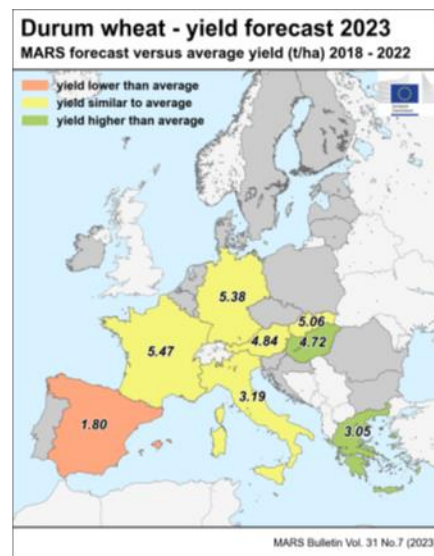 Durum wheat - yield forecast 2023
MARS forecast versus average yield (t/ha) 2018 - 2022
yield lower than average
yield similar to average
yield higher than average
5.38
5.06
4.84
4.72
5.47
3.19
1.80
3.05
MARS Bulletin Vol. 31 No.7 (2023